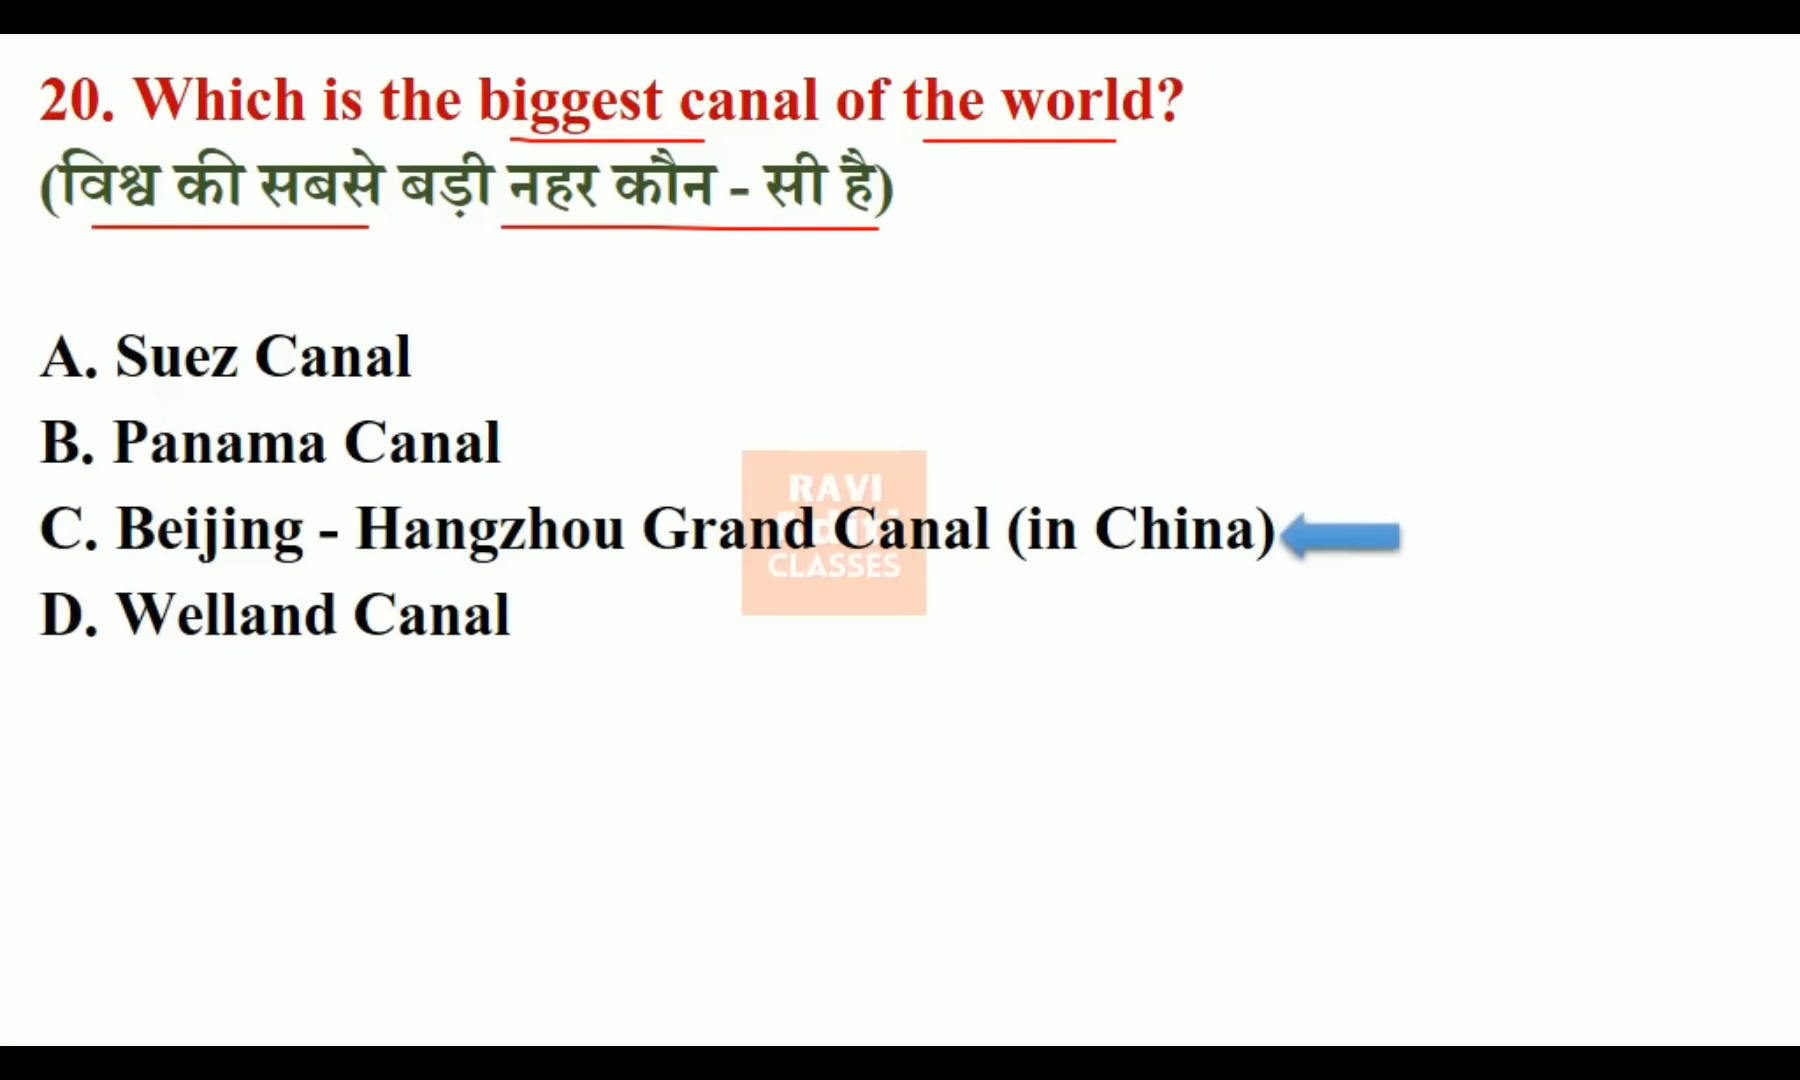 20. Which is the biggest canal of the world?
(विश्व की सबसे बड़ी नहर कौन - सी है)
A. Suez Canal
B. Panama Canal
C. Beijing - Hangzhou Grand Canal (in China)
D. Welland Canal
RAVI
CLASSES